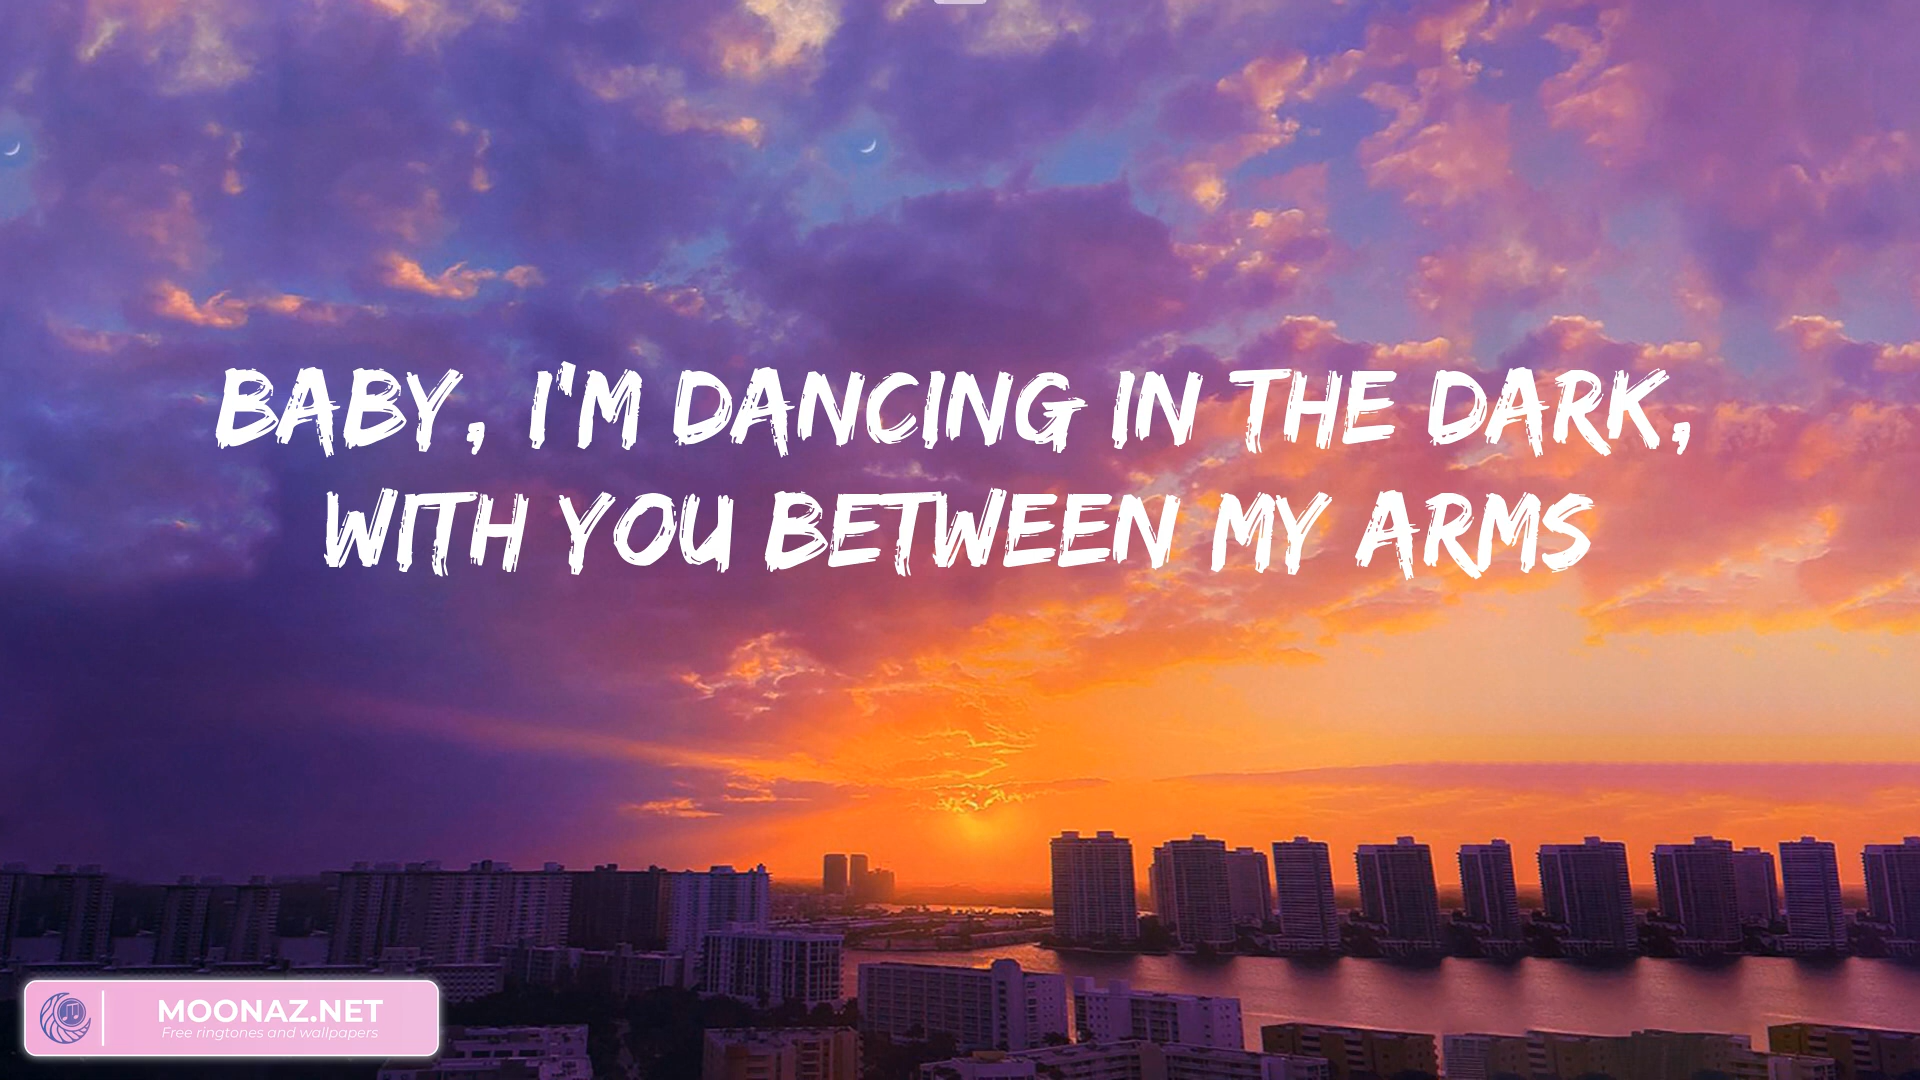 BABY, I'M DANCING IN THE DARK,
WITH YOU BETWEEN MY ARMS
MOONAZ.NET
Free ringtones and wallpapers